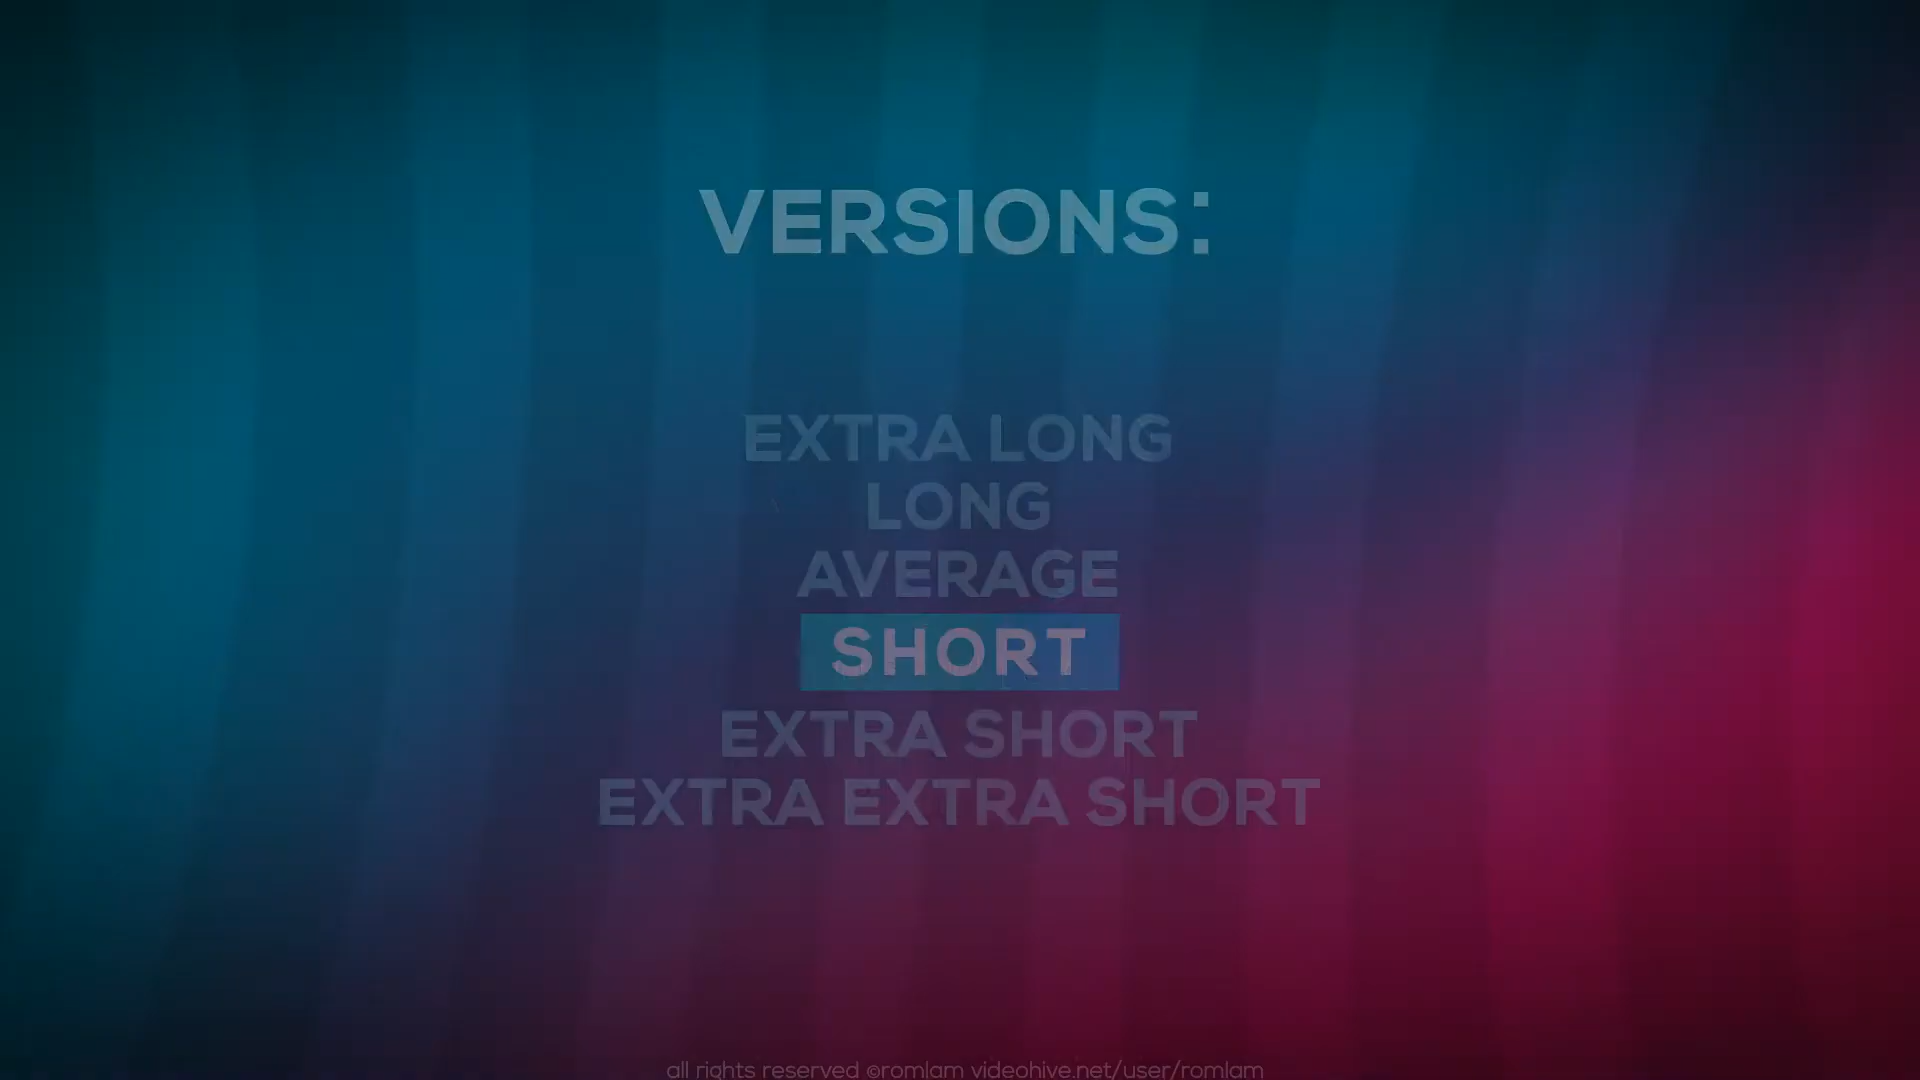 VERSIONS:
EXTRA LONG
LONG
AVERAGE
SHORT
EXTRA SHORT
EXTRA EXTRA SHORT
all rights reserved ©romlam videohive.net/user/romlam